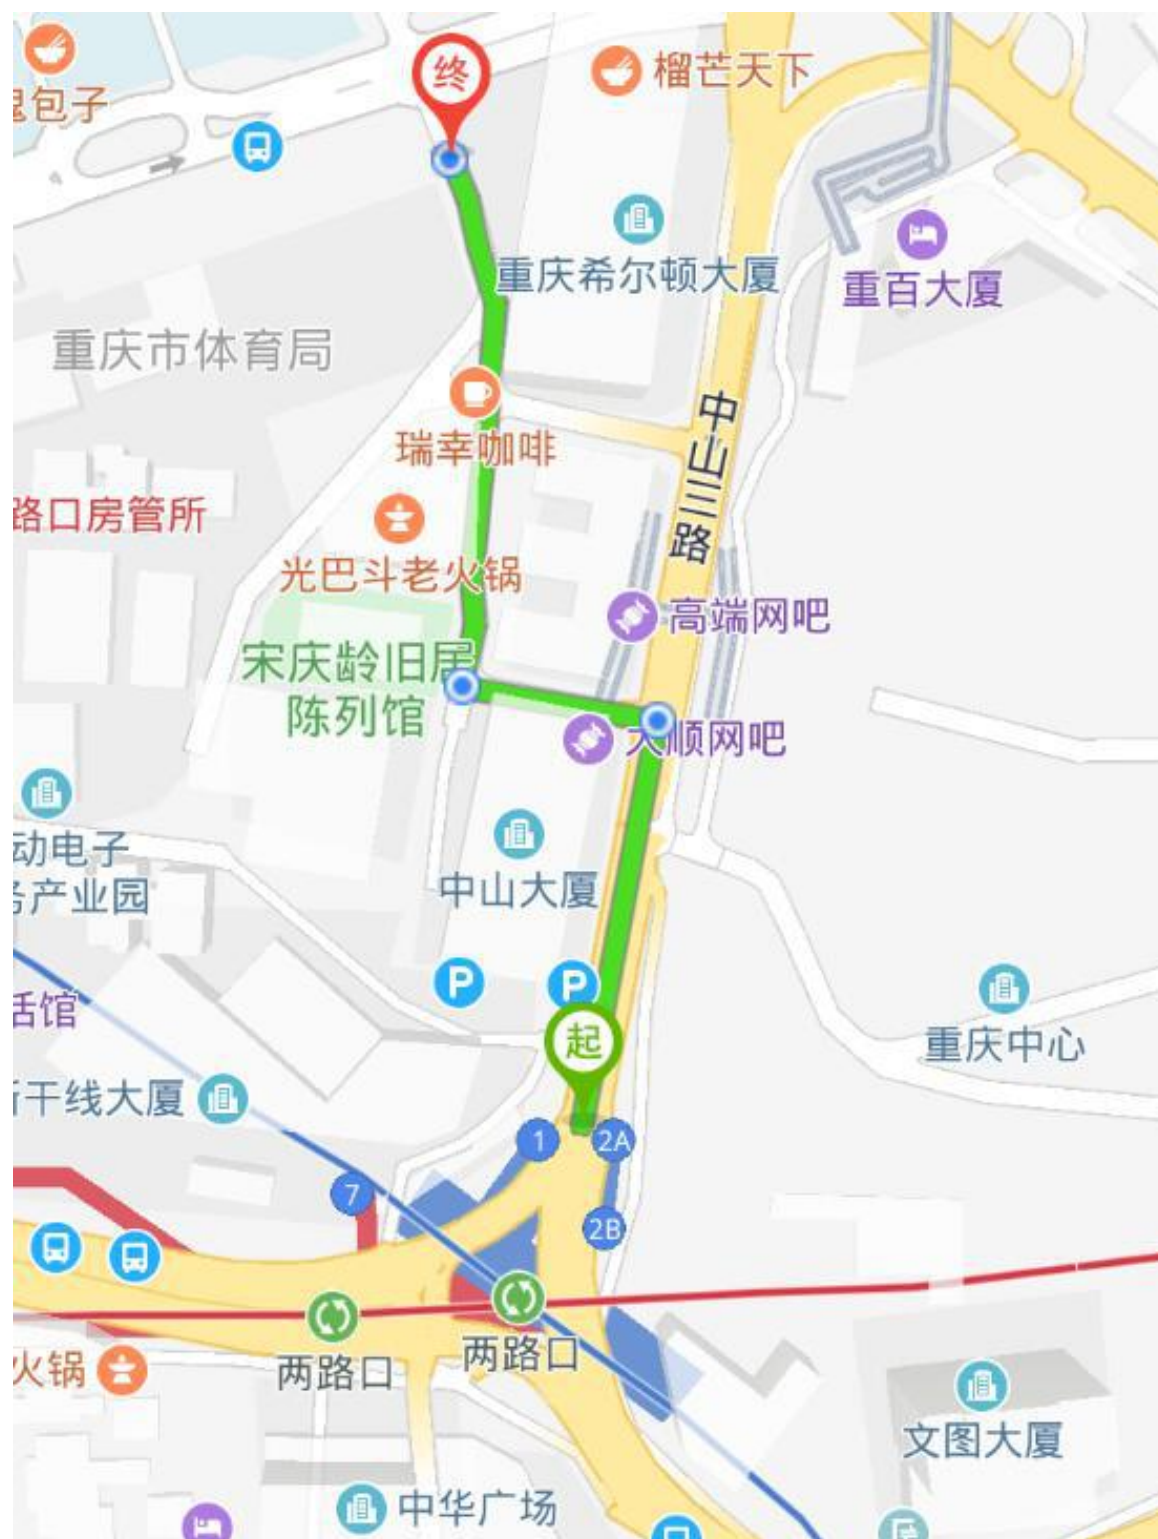 终
榴芒天下
包子
重庆希尔顿大厦
重百大厦
重庆市体育局
中山三路
瑞幸咖啡
路口房管所
光巴斗老火锅
高端网吧
宋庆龄旧居
陈列馆
大顺网吧
动电子
产业园
中山大厦
P
P
活馆
起
重庆中心
干线大厦
1
2A
7
2B
两路口
两路口
火锅
文图大厦
中华广场